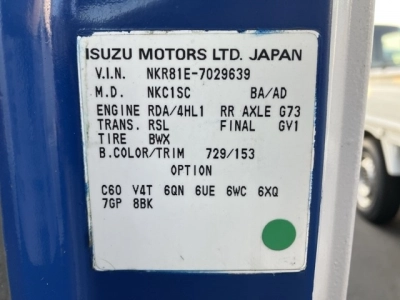 ISUZU MOTORS LTD. JAPAN
V.I.N. NKR81E-7029639
M.D. NKC1SC BA/AD
ENGINE RDA/4HL1 RR AXLE G73
TRANS. RSL FINAL GV1
TIRE BWX
B.COLOR/TRIM 729/153
OPTION
C60 V4T 6QN 6UE 6WC 6XQ
7GP 8BK